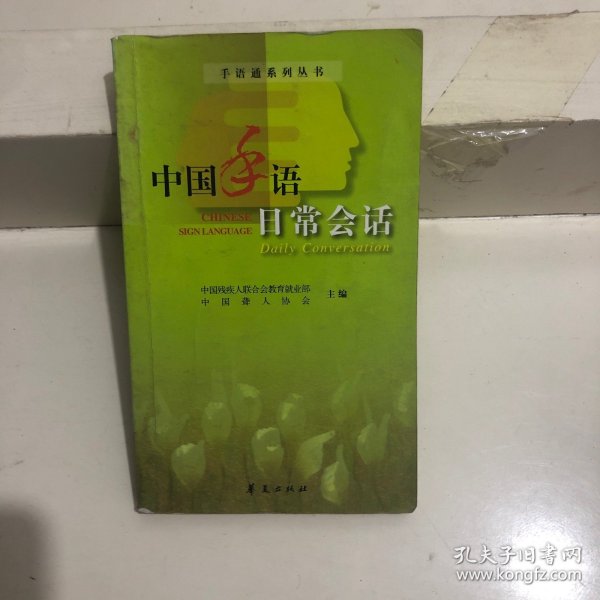 手语通系列丛书
中国手语
CHINESE
SIGN LANGUAGE
日常会话
Daily Conversation
中国残疾人联合会教育就业部
中国聋人协会
主编
华夏出版社
孔夫子旧书网
www.kongfz.com